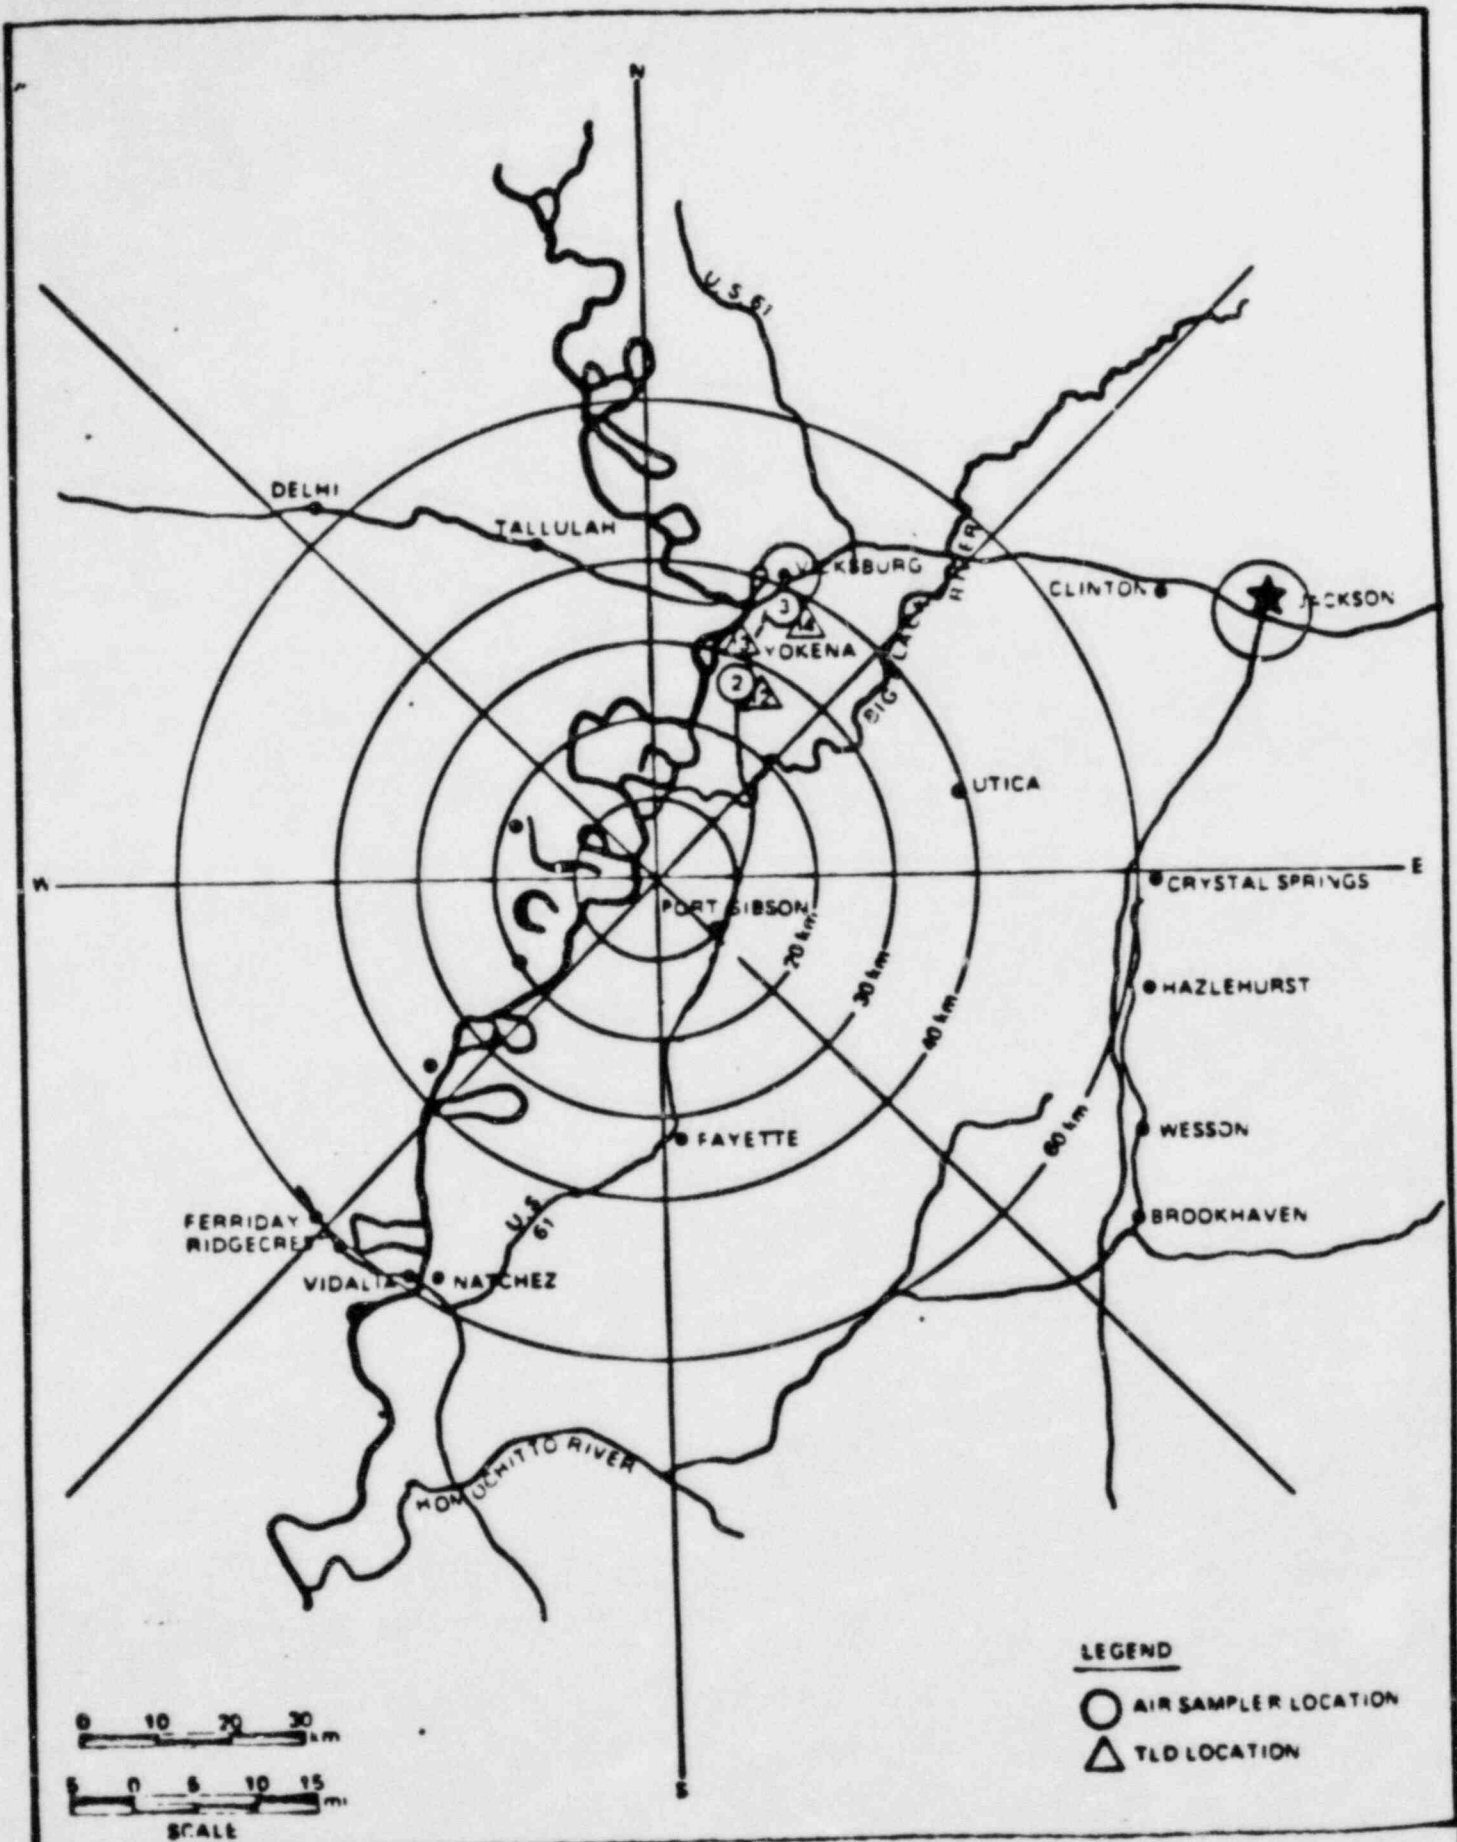 N
U.S. 61
DELHI
TALLULAH
VICKSBURG
3
CLINTON
JACKSON
YOKENA
2
BIG BLACK RIVER
UTICA
W
E
CRYSTAL SPRINGS
PORT GIBSON
20 km
30 km
40 km
HAZLEHURST
60 km
FAYETTE
WESSON
U.S.
61
FERRIDAY
RIDGECRE
BROOKHAVEN
VIDALIA
NATCHEZ
HOMOCHITTO RIVER
LEGEND
AIR SAMPLER LOCATION
TLD LOCATION
0 10 20 30 km
5 0 5 10 15 mi
SCALE
S